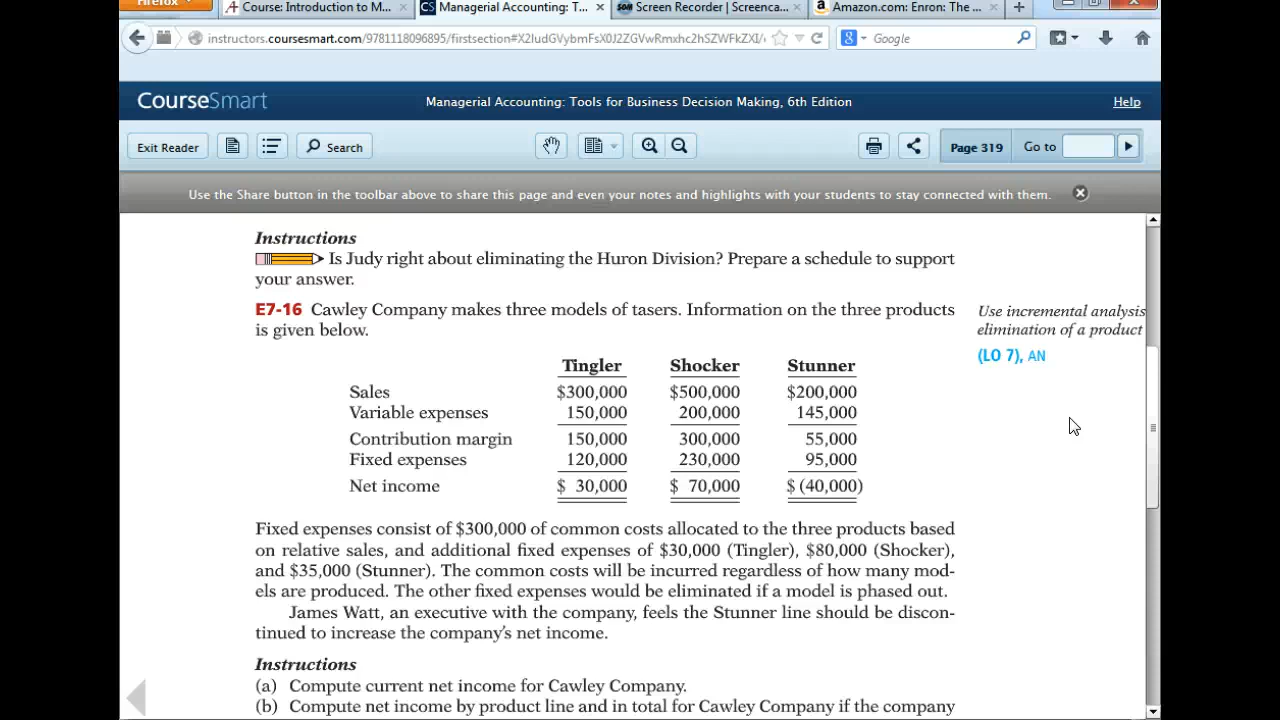 Firefox
Course: Introduction to M...
CS Managerial Accounting: T...
Screen Recorder | Screenca...
Amazon.com: Enron: The ...
instructors.coursesmart.com/9781118096895/firstsection#X2ludGVybmFsX0J2ZGVwRmxhc2hSZWFkZXI/
Google
CourseSmart
Managerial Accounting: Tools for Business Decision Making, 6th Edition
Help
Exit Reader
Search
Page 319
Go to
Use the Share button in the toolbar above to share this page and even your notes and highlights with your students to stay connected with them.
Instructions
Is Judy right about eliminating the Huron Division? Prepare a schedule to support
your answer.
E7-16 Cawley Company makes three models of tasers. Information on the three products
is given below.
Use incremental analysis
elimination of a product
(LO 7), AN
Tingler Shocker Stunner
Sales $300,000 $500,000 $200,000
Variable expenses 150,000 200,000 145,000
Contribution margin 150,000 300,000 55,000
Fixed expenses 120,000 230,000 95,000
Net income $ 30,000 $ 70,000 $ (40,000)
Fixed expenses consist of $300,000 of common costs allocated to the three products based
on relative sales, and additional fixed expenses of $30,000 (Tingler), $80,000 (Shocker),
and $35,000 (Stunner). The common costs will be incurred regardless of how many mod-
els are produced. The other fixed expenses would be eliminated if a model is phased out.
James Watt, an executive with the company, feels the Stunner line should be discon-
tinued to increase the company's net income.
Instructions
(a) Compute current net income for Cawley Company.
(b) Compute net income by product line and in total for Cawley Company if the company